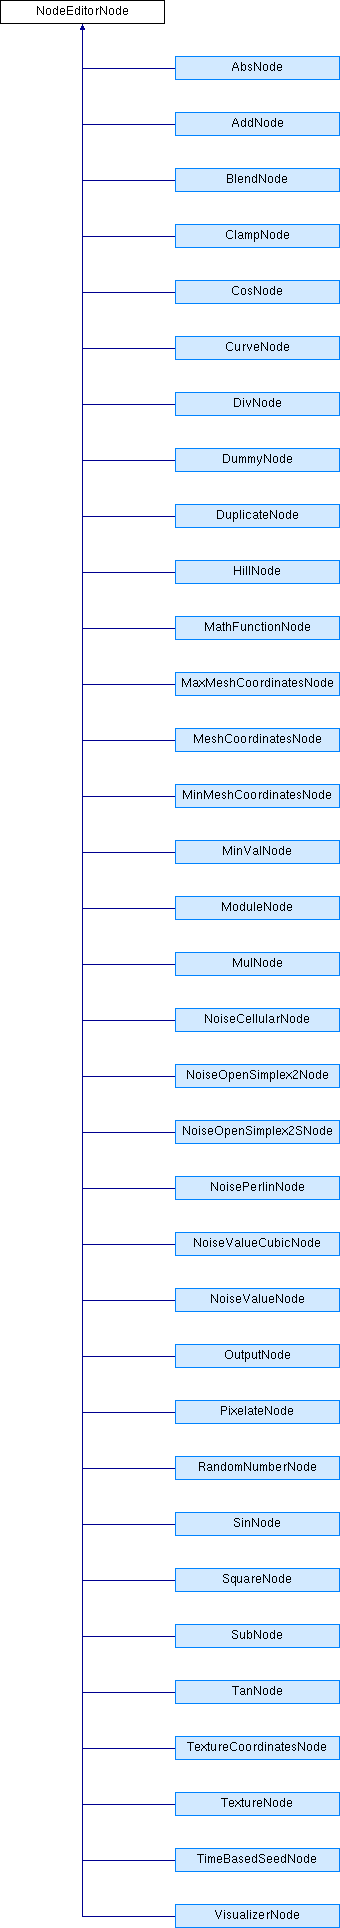 NodeEditorNode
AbsNode
AddNode
BlendNode
ClampNode
CosNode
CurveNode
DivNode
DummyNode
DuplicateNode
HillNode
MathFunctionNode
MaxMeshCoordinatesNode
MeshCoordinatesNode
MinMeshCoordinatesNode
MinValNode
ModuleNode
MulNode
NoiseCellularNode
NoiseOpenSimplex2Node
NoiseOpenSimplex2SNode
NoisePerlinNode
NoiseValueCubicNode
NoiseValueNode
OutputNode
PixelateNode
RandomNumberNode
SinNode
SquareNode
SubNode
TanNode
TextureCoordinatesNode
TextureNode
TimeBasedSeedNode
VisualizerNode